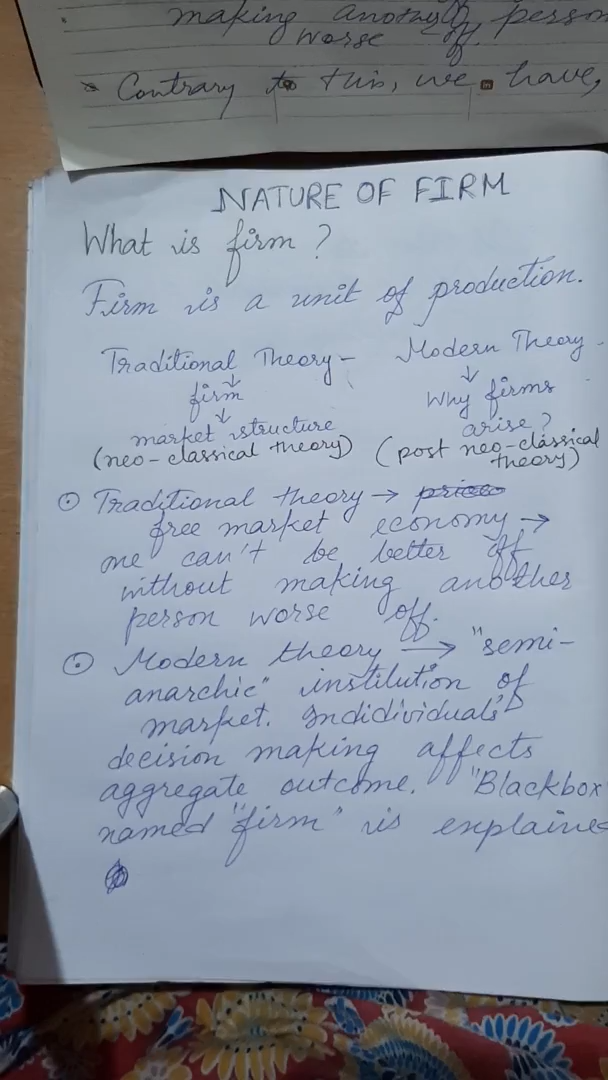 making another person
worse off.
Contrary to this, we have,
NATURE OF FIRM
What is firm ?
Firm is a unit of production.
Traditional Theory –
↓
firm
↓
market structure
(neo-classical theory)
Modern Theory
↓
Why firms
arise ?
(post neo-classical
theory)
Traditional theory →
free market economy →
one can't be better off
without making another
person worse off.
Modern theory → "semi-
anarchic" institution of
market. Indidividuals'
decision making affects
aggregate outcome. "Blackbox
named "firm" is explained